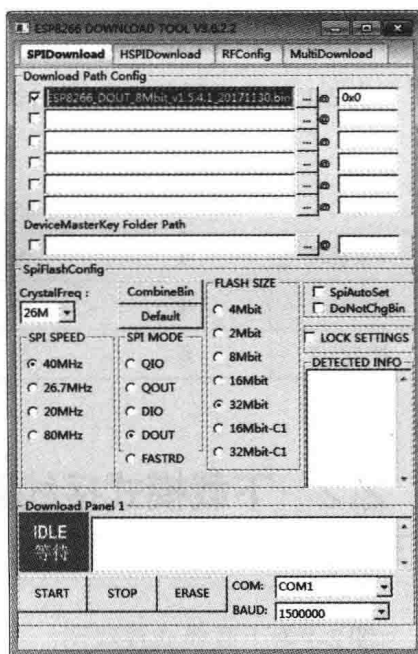 ESP8266 DOWNLOAD TOOL V3.6.2.2
SPIDownload HSPIDownload RFConfig MultiDownload
Download Path Config
ESP8266_DOUT_8Mbit_v1.5.4.1_20171130.bin ... @ 0x0
... @
... @
... @
... @
... @
... @
DeviceMasterKey Folder Path
... @
SpiFlashConfig
CrystalFreq :
26M
CombineBin
Default
SPI SPEED
40MHz
26.7MHz
20MHz
80MHz
SPI MODE
QIO
QOUT
DIO
DOUT
FASTRD
FLASH SIZE
4Mbit
2Mbit
8Mbit
16Mbit
32Mbit
16Mbit-C1
32Mbit-C1
SpiAutoSet
DoNotChgBin
LOCK SETTINGS
DETECTED INFO
Download Panel 1
IDLE
等待
START STOP ERASE
COM: COM1
BAUD: 1500000